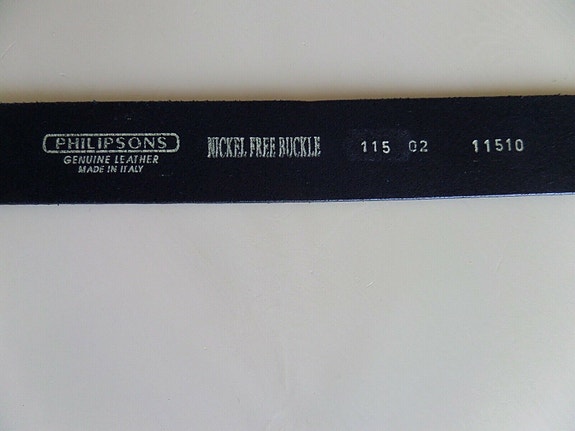 PHILIPSONS
GENUINE LEATHER
MADE IN ITALY
NICKEL FREE BUCKLE
115 02 11510